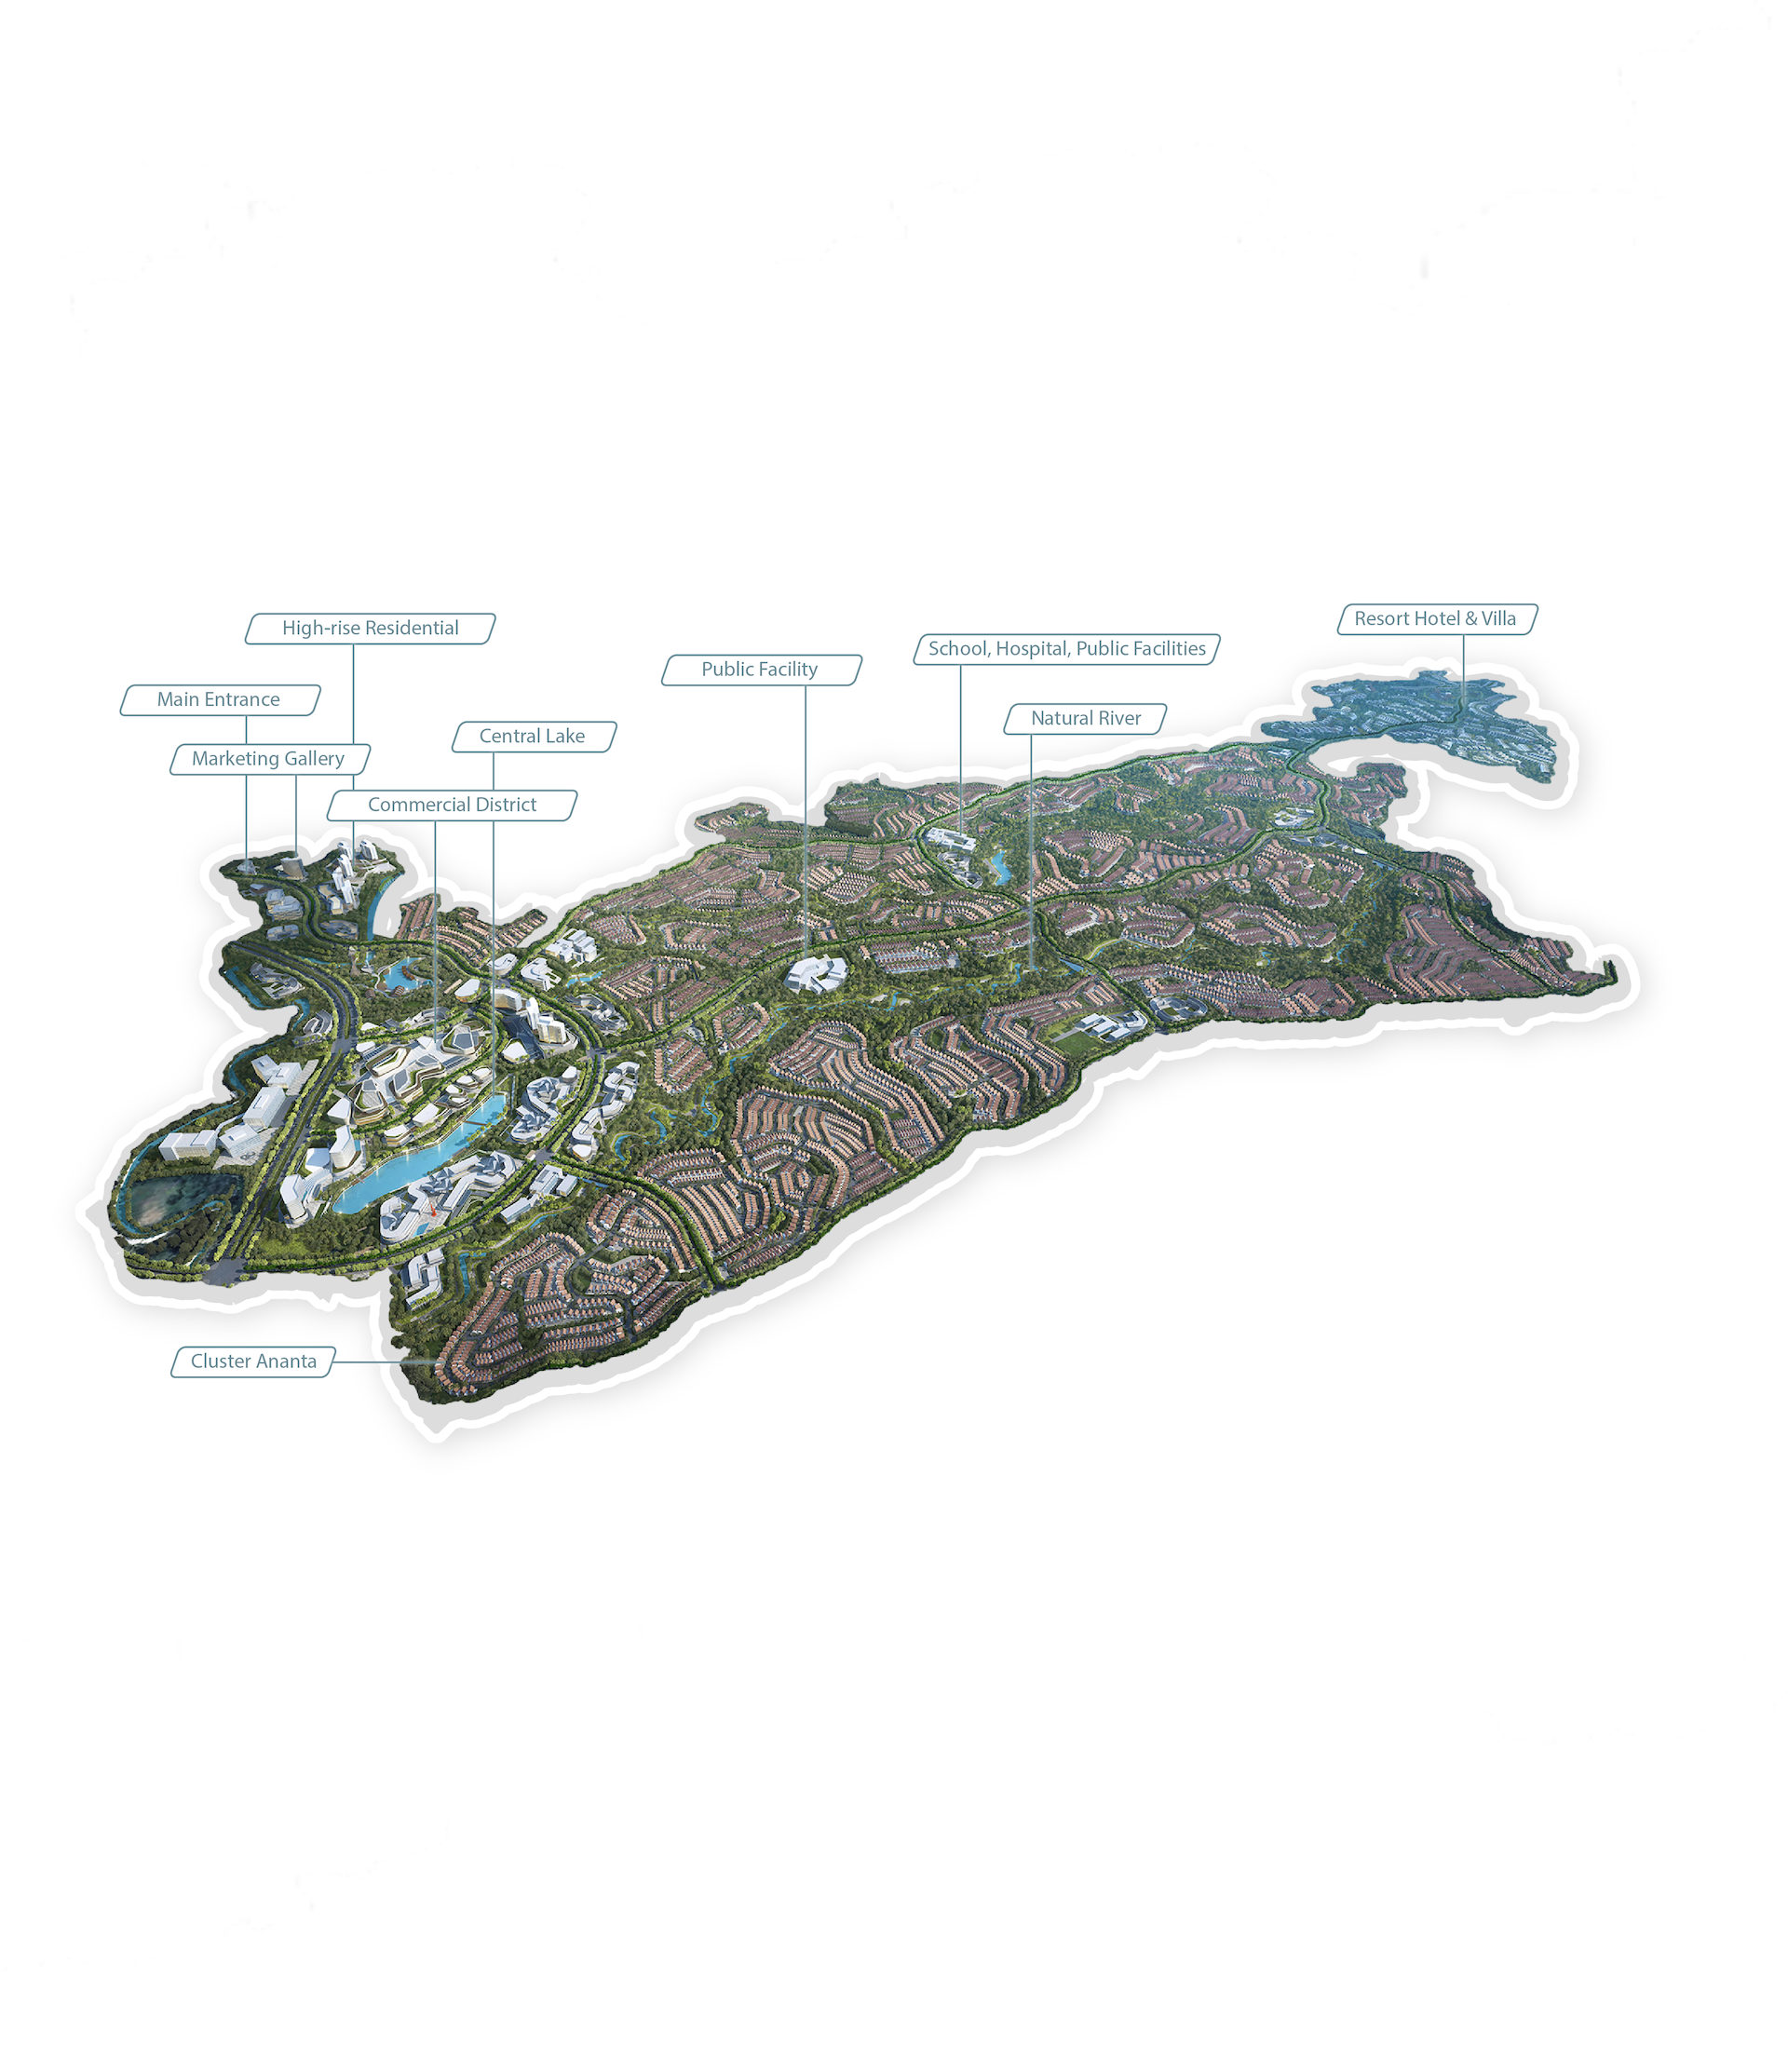 Resort Hotel & Villa
High-rise Residential
School, Hospital, Public Facilities
Public Facility
Main Entrance
Natural River
Central Lake
Marketing Gallery
Commercial District
Cluster Ananta